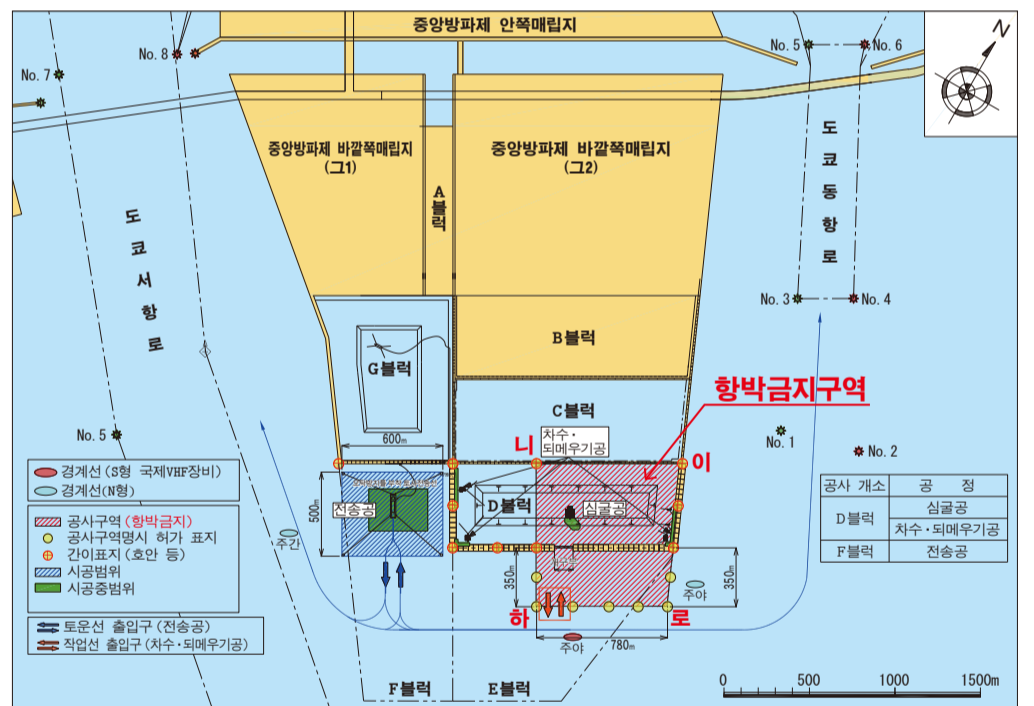 중앙방파제 안쪽매립지
No.8
No.7
No.5
No.6
N
중앙방파제 바깥쪽매립지
(그1)
중앙방파제 바깥쪽매립지
(그2)
A블럭
도쿄동항로
도쿄서항로
No.3
No.4
B블럭
G블럭
항박금지구역
C블럭
600m
니
차수·
되메우기공
이
No.1
No.2
No.5
경계선(S형 국제VHF장비)
경계선(N형)
공사구역(항박금지)
공사구역명시 허가 표지
간이표지(호안 등)
시공범위
시공중범위
토운선 출입구(전송공)
작업선 출입구(차수·되메우기공)
전송공
500m
D블럭
심굴공
주간
350m
350m
주야
하
로
주야
780m
F블럭
E블럭
공사 개소 공 정
D블럭 심굴공
차수·되메우기공
F블럭 전송공
0 500 1000 1500m